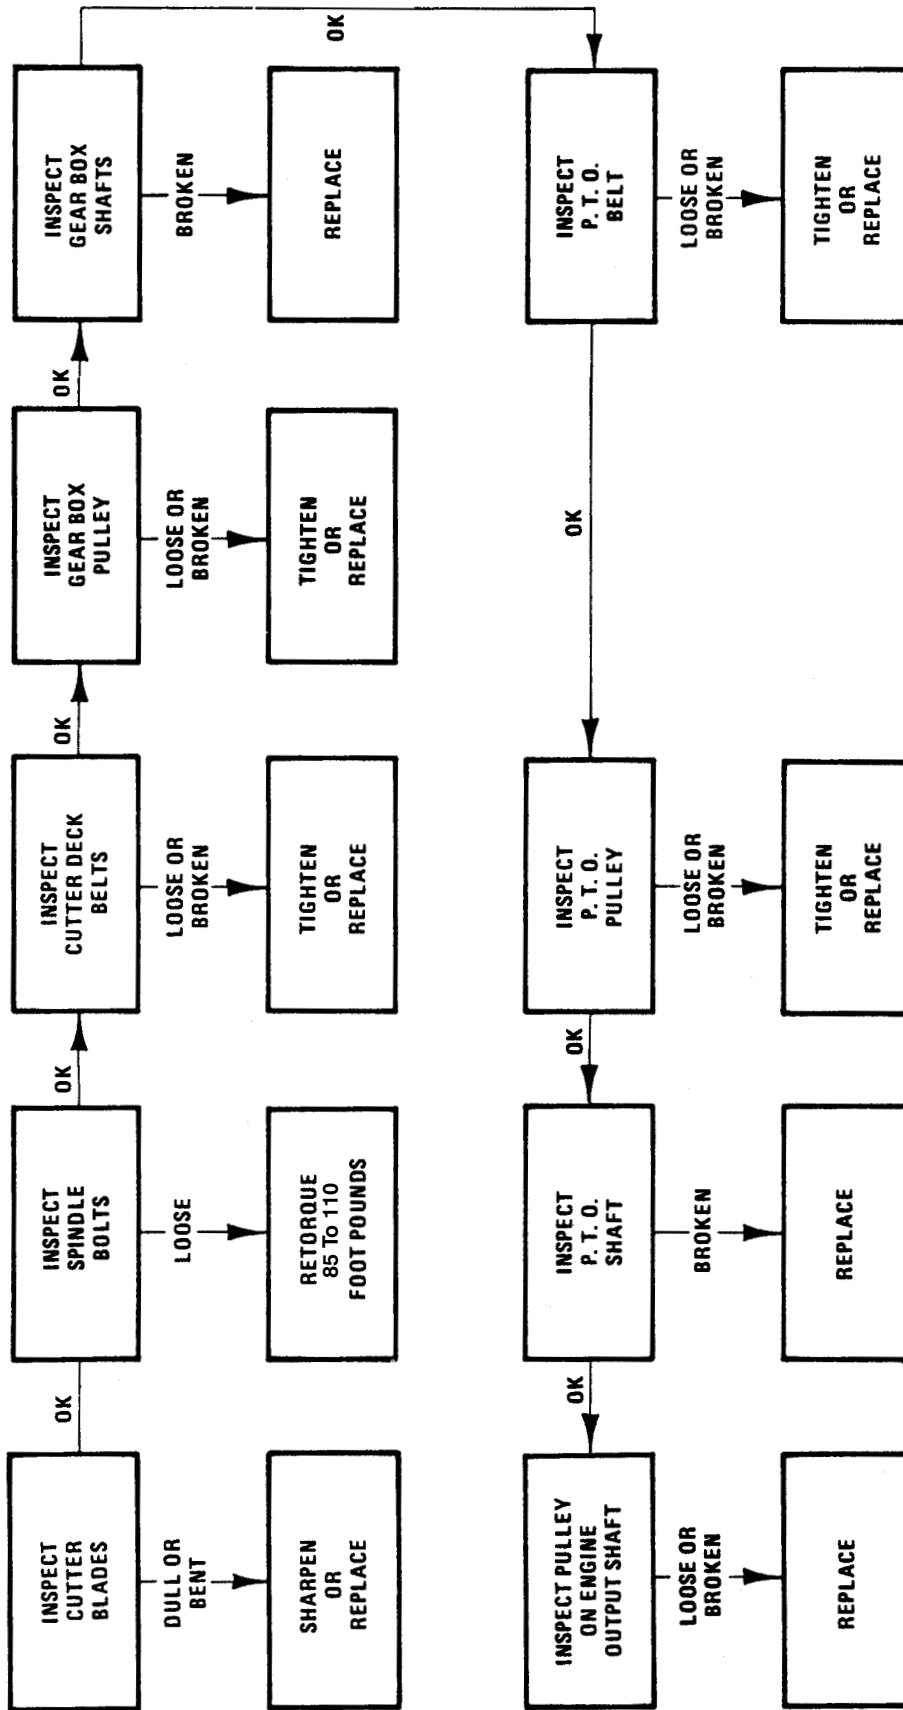 INSPECT
CUTTER
BLADES
OK
DULL OR
BENT
SHARPEN
OR
REPLACE
INSPECT
SPINDLE
BOLTS
OK
LOOSE
RETORQUE
85 To 110
FOOT POUNDS
INSPECT
CUTTER DECK
BELTS
OK
LOOSE OR
BROKEN
TIGHTEN
OR
REPLACE
INSPECT
GEAR BOX
PULLEY
OK
LOOSE OR
BROKEN
TIGHTEN
OR
REPLACE
INSPECT
GEAR BOX
SHAFTS
OK
BROKEN
REPLACE
INSPECT
P. T. O.
BELT
OK
LOOSE OR
BROKEN
TIGHTEN
OR
REPLACE
INSPECT
P. T. O.
PULLEY
OK
LOOSE OR
BROKEN
TIGHTEN
OR
REPLACE
INSPECT
P. T. O.
SHAFT
OK
BROKEN
REPLACE
INSPECT PULLEY
ON ENGINE
OUTPUT SHAFT
LOOSE OR
BROKEN
REPLACE